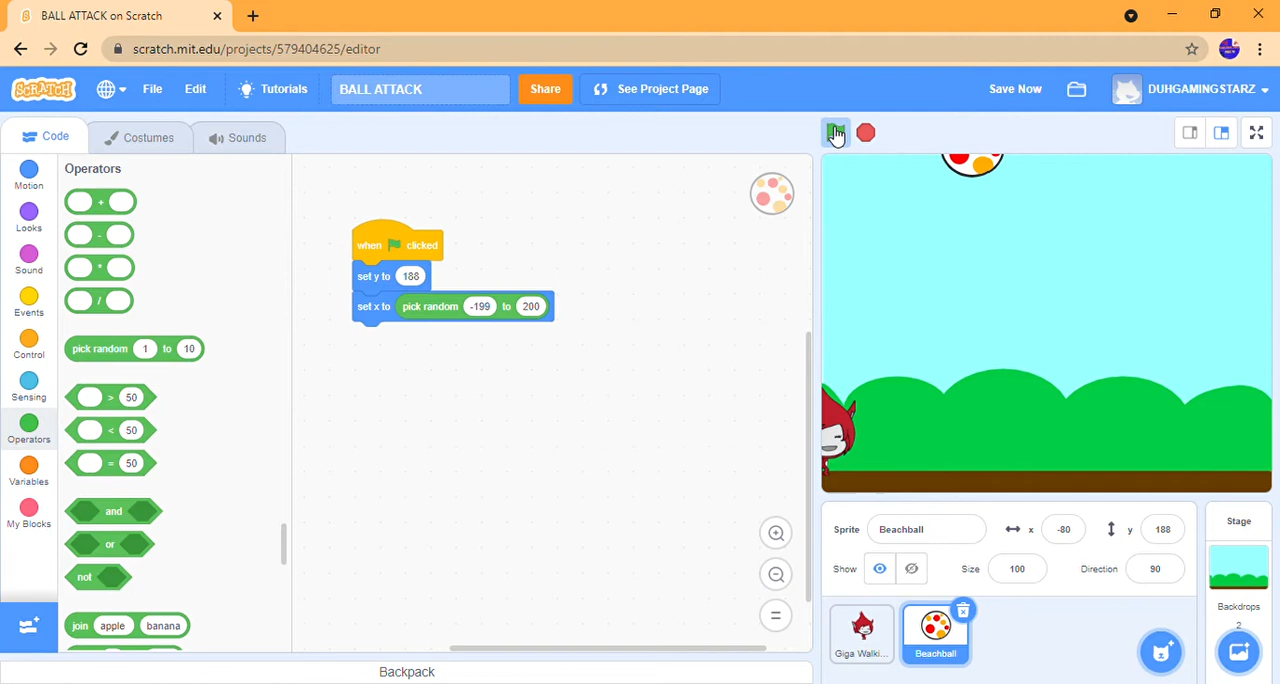 BALL ATTACK on Scratch
scratch.mit.edu/projects/579404625/editor
SCRATCH
File
Edit
Tutorials
BALL ATTACK
Share
See Project Page
Save Now
DUHGAMINGSTARZ
Code
Costumes
Sounds
Motion
Looks
Sound
Events
Control
Sensing
Operators
Variables
My Blocks
Operators
+
-
*
/
pick random 1 to 10
> 50
< 50
= 50
and
or
not
join apple banana
when clicked
set y to 188
set x to pick random -199 to 200
Sprite Beachball x -80 y 188
Show Size 100 Direction 90
Giga Walki...
Beachball
Stage
Backdrops
2
Backpack